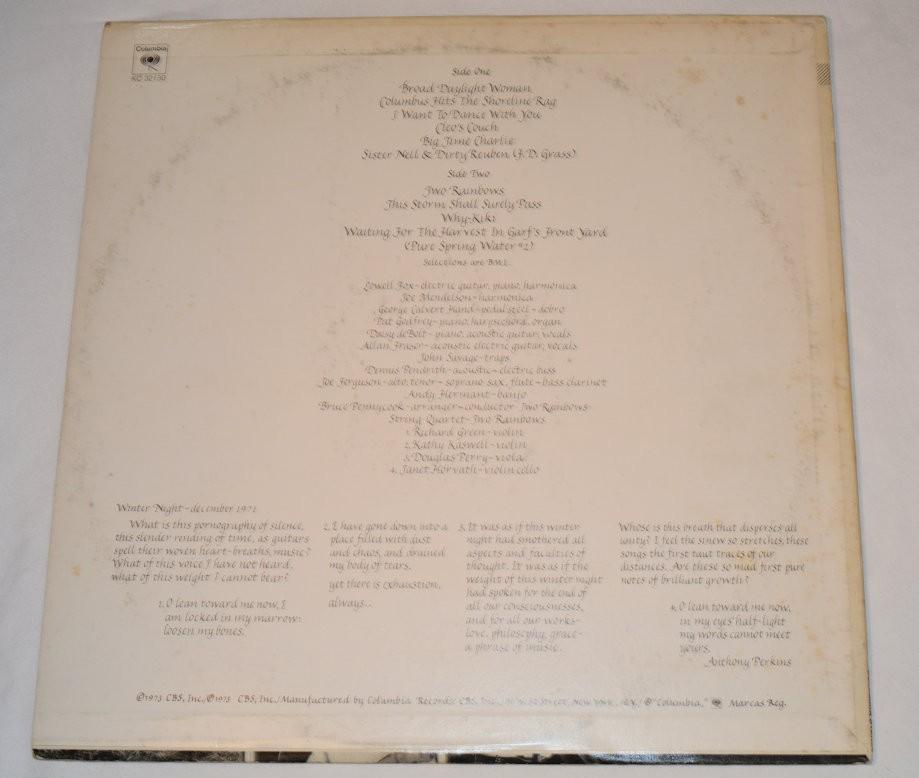 Columbia
KC 32130
Side One
Broad Daylight Woman
Columbus Hits The Shoreline Rag
I Want To Dance With You
Cleo's Couch
Big Time Charlie
Sister Nell & Dirty Reuben (J. D. Grass)
Side Two
Two Rainbows
This Storm Shall Surely Pass
Why-Kiki
Waiting For The Harvest In Garf's Front Yard
(Pure Spring Water #2)
Selections are B.M.I.
Lowell Fox-electric guitar, piano, harmonica
Joe Mendelson-harmonica
George Calvert Hand-pedal steel-dobro
Pat Godfrey-piano, harpsichord, organ
Daisy deBolt-piano, acoustic guitar, vocals
Allan Fraser-acoustic electric guitar, vocals
John Savage-traps
Dennis Pendrith-acoustic-electric bass
Joe Ferguson-alto, tenor-soprano sax, flute-bass clarinet
Andy Hermant-banjo
Bruce Pennycook-arranger-conductor Two Rainbows
String Quartet-Two Rainbows
1. Richard Green-violin
2. Kathy Kaswell-violin
3. Douglas Perry-viola
4. Janet Horvath-violin cello
Winter Night-december 1971
What is this pornography of silence,
this slender rending of time, as guitars
spell their woven heart-breaths, music?
What of this voice I have not heard,
what of this weight I cannot bear?
1. O lean toward me now, I
am locked in my marrow:
loosen my bones.
2. I have gone down into a
place filled with dust
and chaos, and drained
my body of tears.
yet there is exhaustion,
always...
3. It was as if this winter
night had smothered all
aspects and faculties of
thought. It was as if the
weight of this winter might
had spoken for the end of
all our consciousnesses,
and for all our works-
love, philosophy, grace-
a phrase of music.
Whose is this breath that disperses all
unity? I feel the sinew so stretches, these
songs the first taut traces of our
distances. Are these so mad first pure
notes of brilliant growth?
4. O lean toward me now,
in my eyes' half-light
my words cannot meet
yours.
Anthony Perkins
©1973 CBS, Inc./℗1973 CBS, Inc./Manufactured by Columbia Records/CBS, Inc., Street, New York, N.Y./® "Columbia," Marcas Reg.